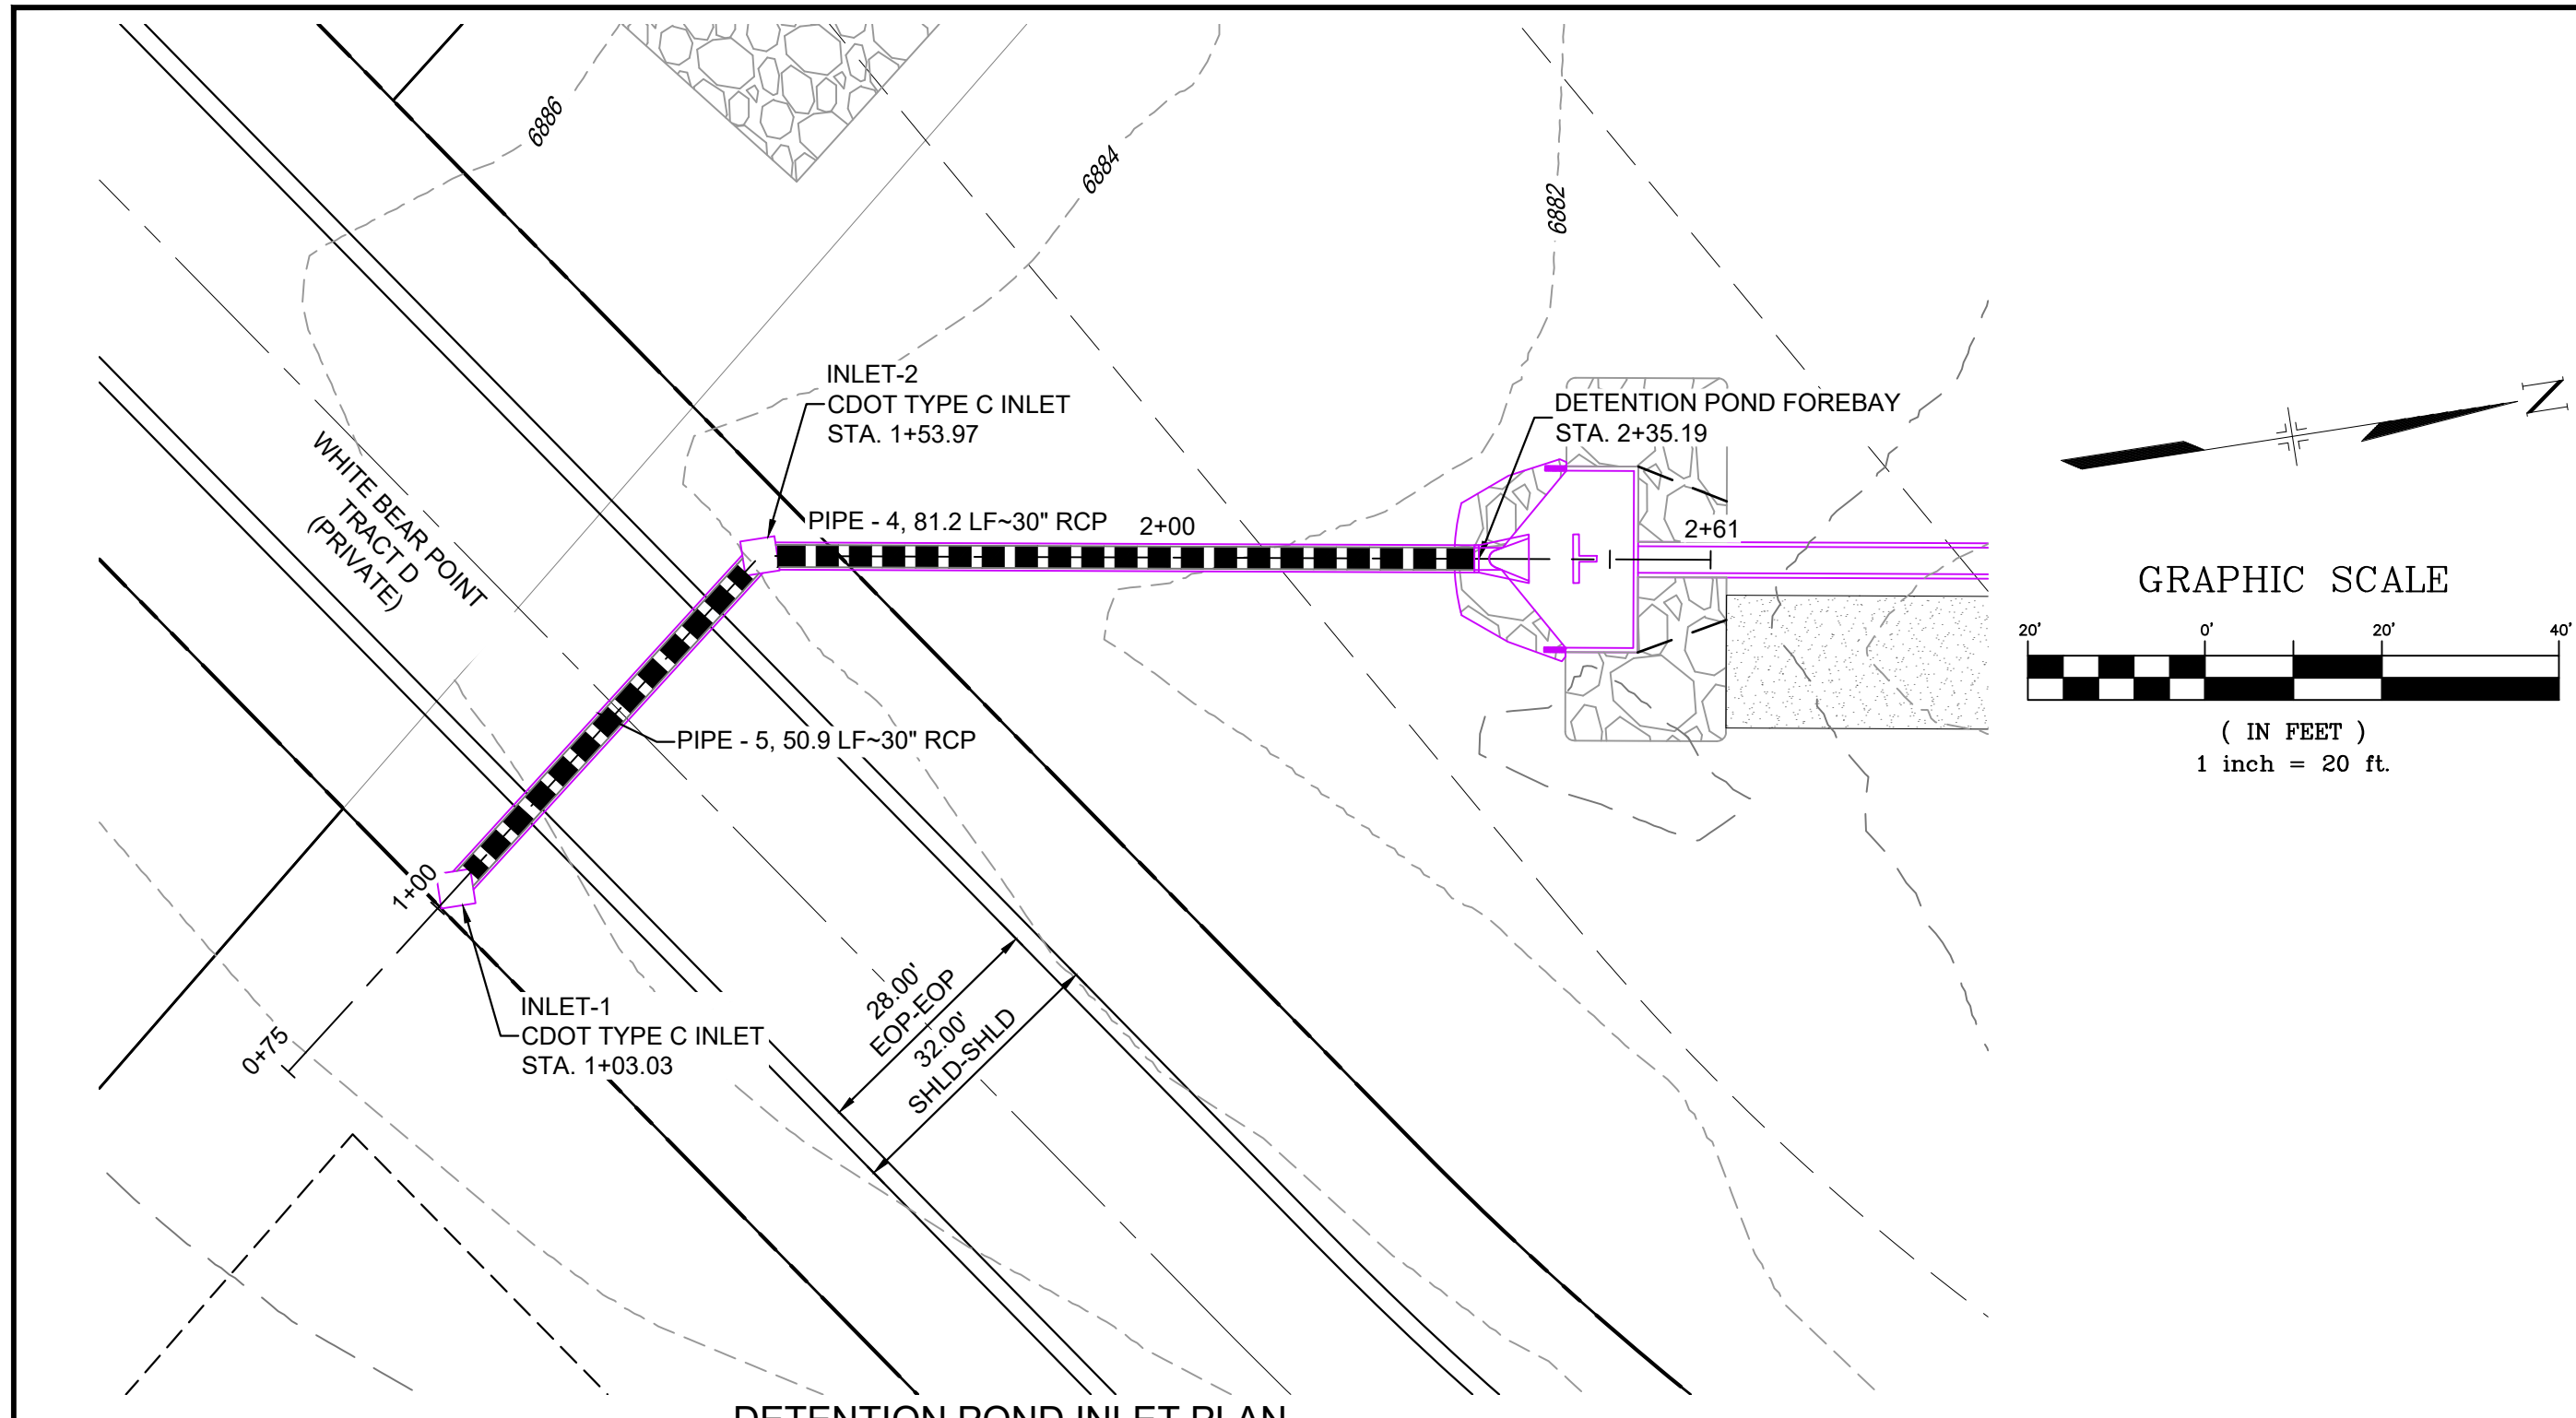 6886
6884
6882
INLET-2
CDOT TYPE C INLET
STA. 1+53.97
DETENTION POND FOREBAY
STA. 2+35.19
N
WHITE BEAR POINT
TRACT D
(PRIVATE)
PIPE - 4, 81.2 LF~30" RCP
2+00
2+61
GRAPHIC SCALE
20'
0'
20'
40'
( IN FEET )
1 inch = 20 ft.
PIPE - 5, 50.9 LF~30" RCP
1+00
0+75
INLET-1
CDOT TYPE C INLET
STA. 1+03.03
28.00'
EOP-EOP
32.00'
SHLD-SHLD
DETENTION POND INLET PLAN